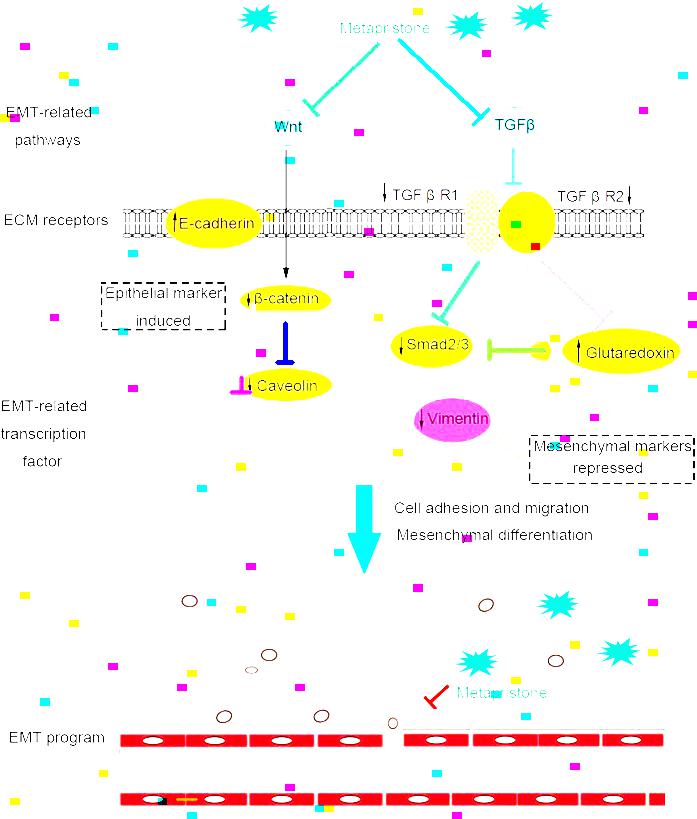 Metapristone
EMT-related
pathways
Wnt
TGFβ
ECM receptors
↑E-cadherin
↓ TGF β R1
TGF β R2↓
Epithelial marker
induced
↓ β-catenin
↓ Smad2/3
↑ Glutaredoxin
↓ Caveolin
EMT-related
transcription
factor
↓ Vimentin
Mesenchymal markers
repressed
Cell adhesion and migration
Mesenchymal differentiation
Metapristone
EMT program